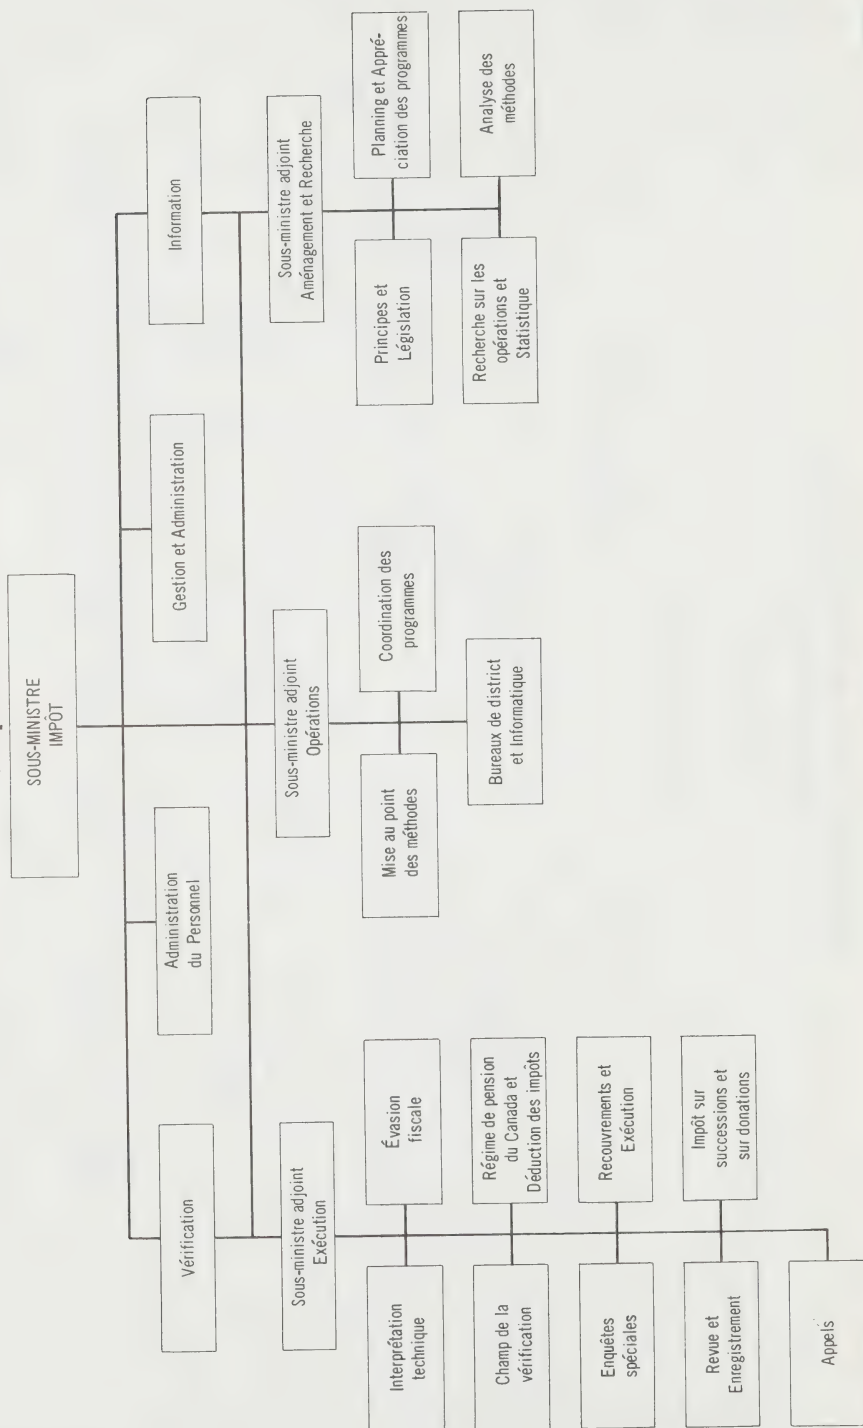 SOUS-MINISTRE
IMPÔT
Vérification
Administration
du Personnel
Gestion et Administration
Information
Sous-ministre adjoint
Exécution
Sous-ministre adjoint
Opérations
Sous-ministre adjoint
Aménagement et Recherche
Interprétation
technique
Évasion
fiscale
Champ de la
vérification
Régime de pension
du Canada et
Déduction des impôts
Enquêtes
spéciales
Recouvrements et
Exécution
Revue et
Enregistrement
Impôt sur
successions et
sur donations
Appels
Mise au point
des méthodes
Coordination des
programmes
Bureaux de district
et Informatique
Principes et
Législation
Planning et Appré-
ciation des programmes
Recherche sur les
opérations et
Statistique
Analyse des
méthodes